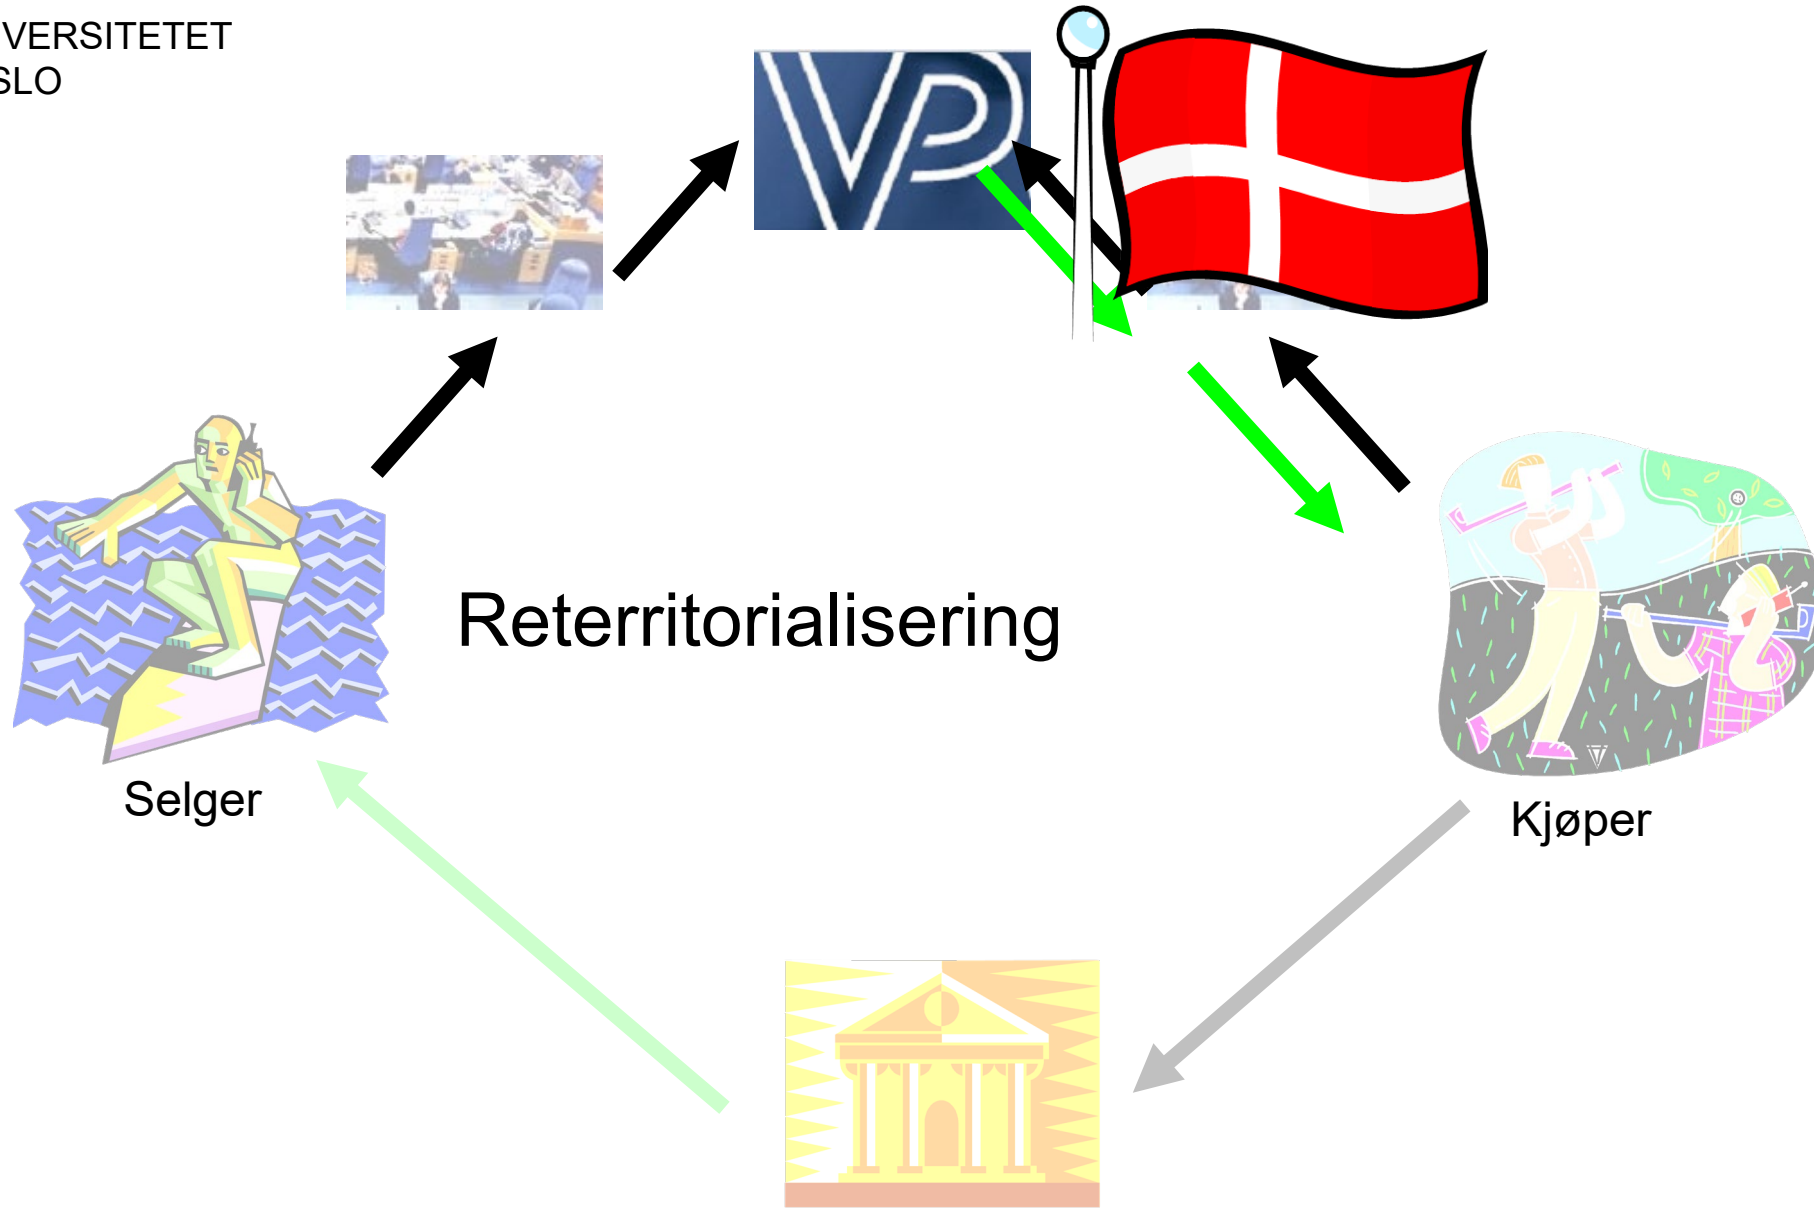 VERSITETET
SLO
VP
Reterritorialisering
Selger
Kjøper